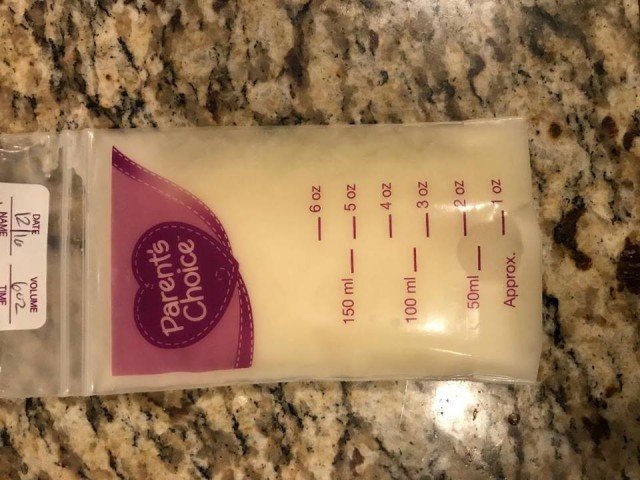 DATE
12/16
VOLUME
6oz
NAME
TIME
Parent's
Choice
6 oz
5 oz
150 ml
4 oz
3 oz
100 ml
2 oz
50ml
1 oz
Approx.